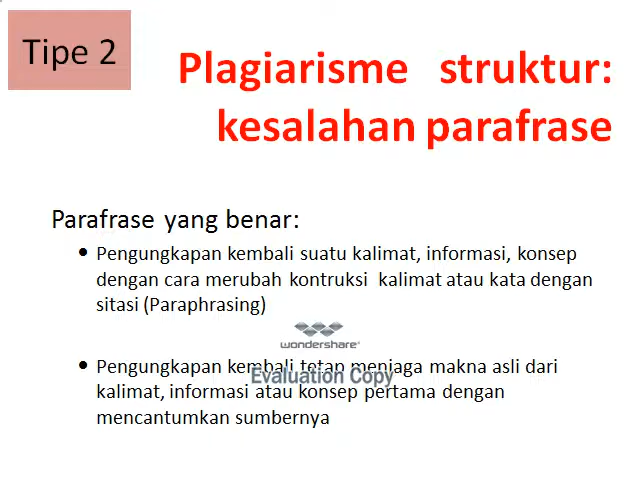 Tipe 2
Plagiarisme struktur:
kesalahan parafrase
Parafrase yang benar:
• Pengungkapan kembali suatu kalimat, informasi, konsep
dengan cara merubah kontruksi kalimat atau kata dengan
sitasi (Paraphrasing)
wondershare
• Pengungkapan kembali tetap menjaga makna asli dari
Evaluation Copy
kalimat, informasi atau konsep pertama dengan
mencantumkan sumbernya